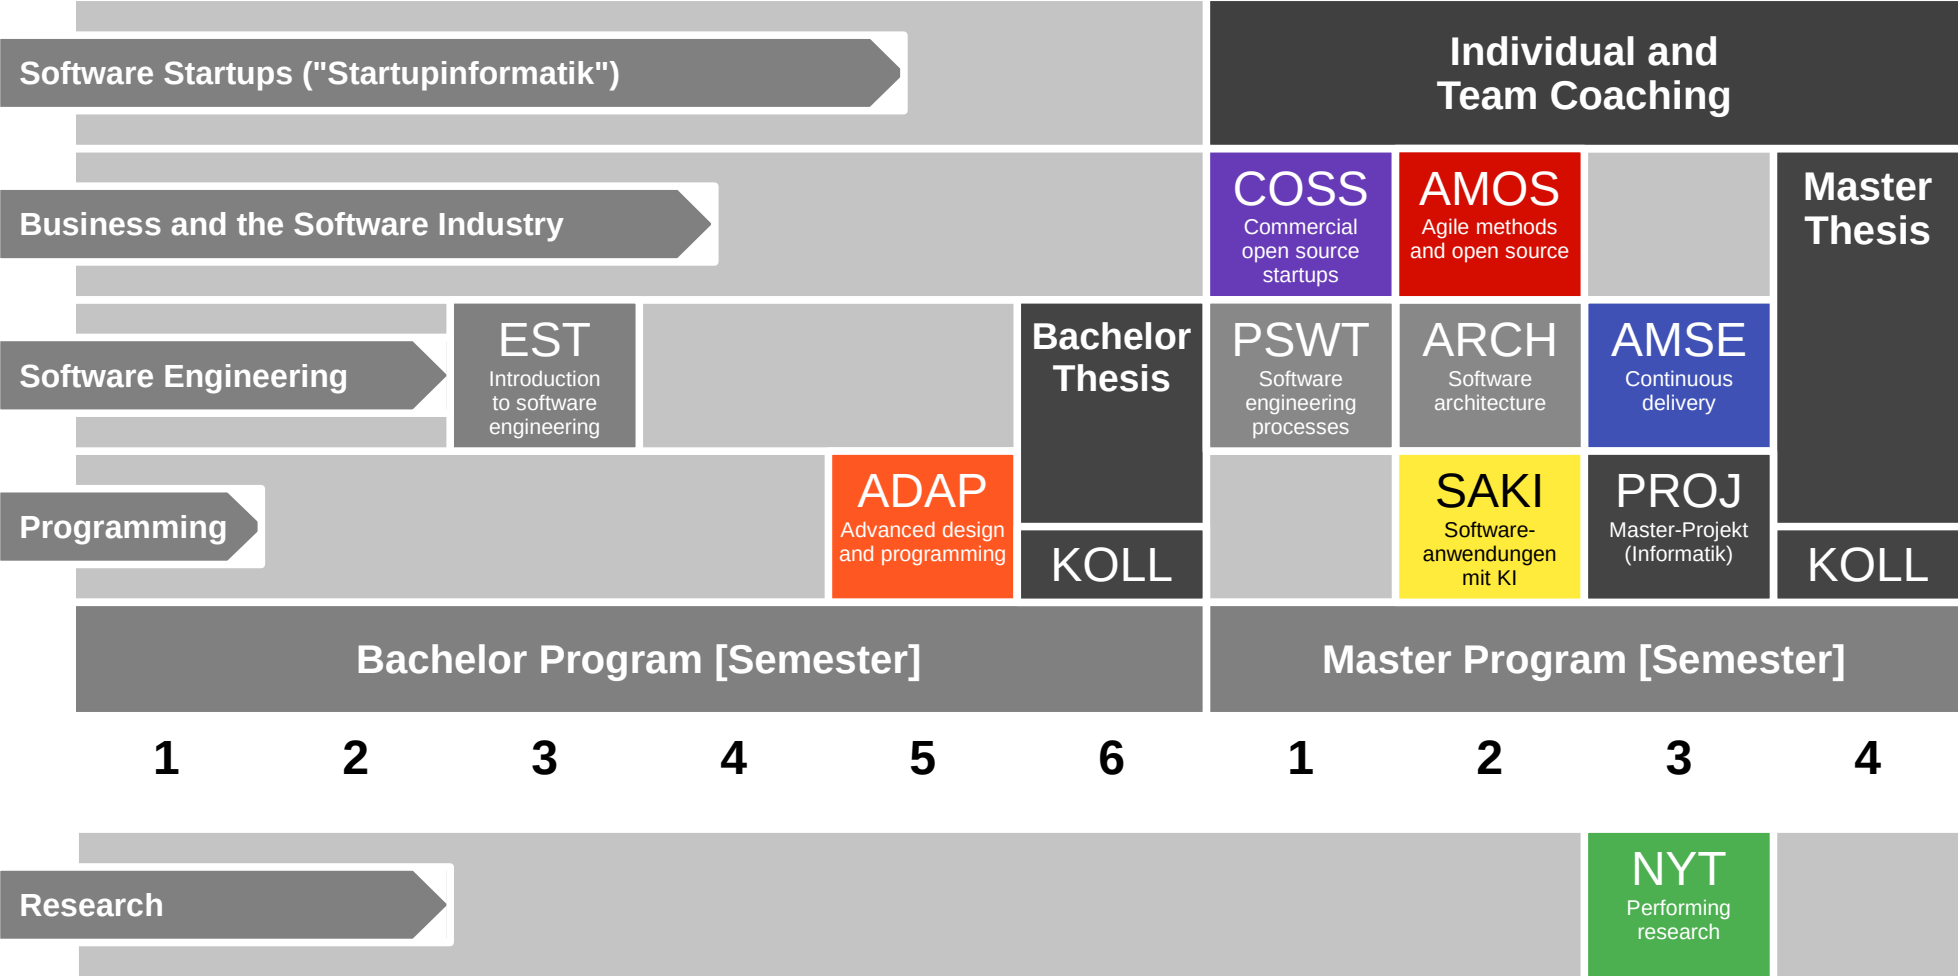 Software Startups ("Startupinformatik")
Individual and
Team Coaching
Business and the Software Industry
COSS
Commercial
open source
startups
AMOS
Agile methods
and open source
Master
Thesis
Software Engineering
EST
Introduction
to software
engineering
Bachelor
Thesis
PSWT
Software
engineering
processes
ARCH
Software
architecture
AMSE
Continuous
delivery
Programming
ADAP
Advanced design
and programming
KOLL
SAKI
Software-
anwendungen
mit KI
PROJ
Master-Projekt
(Informatik)
KOLL
Bachelor Program [Semester]
Master Program [Semester]
1 2 3 4 5 6 1 2 3 4
Research
NYT
Performing
research